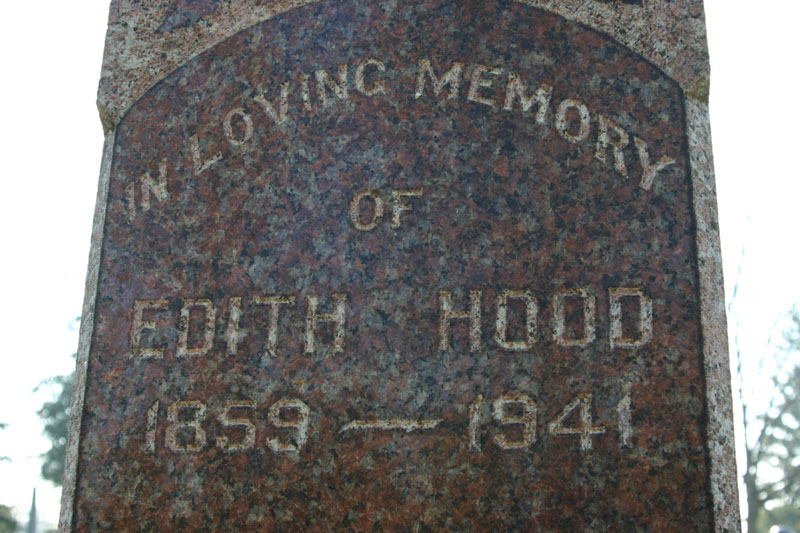 IN LOVING MEMORY
OF
EDITH HOOD
1859 — 1941